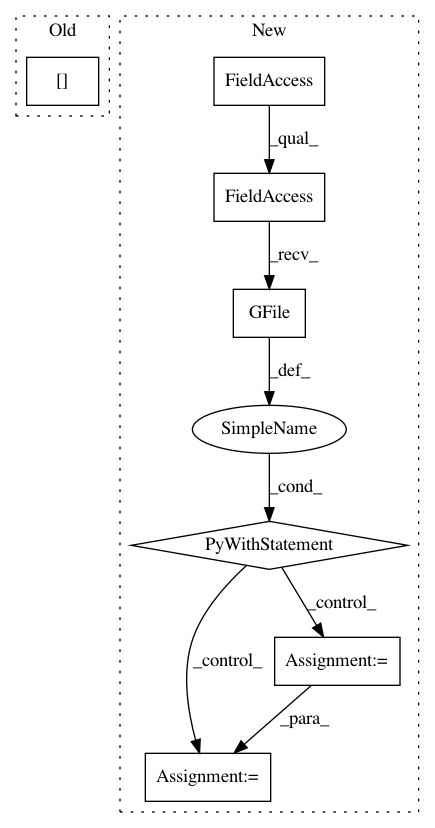 Old
New
[]
FieldAccess
_qual_
FieldAccess
_recv_
GFile
_def_
SimpleName
_cond_
PyWithStatement
_control_
_control_
Assignment:=
_para_
Assignment:=